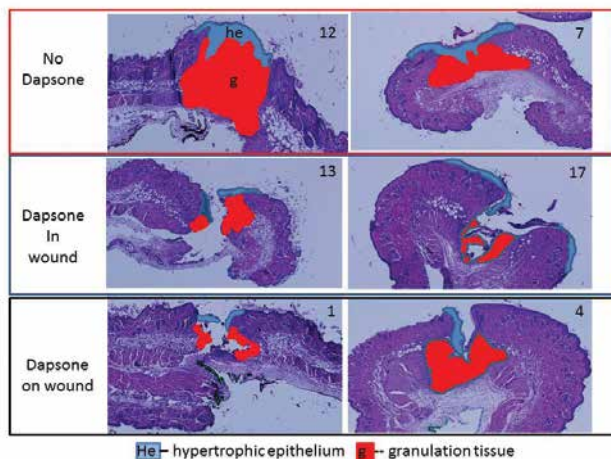 No
Dapsone
he
g
12
7
Dapsone
In
wound
13
17
Dapsone
on wound
1
4
He – hypertrophic epithelium g -- granulation tissue